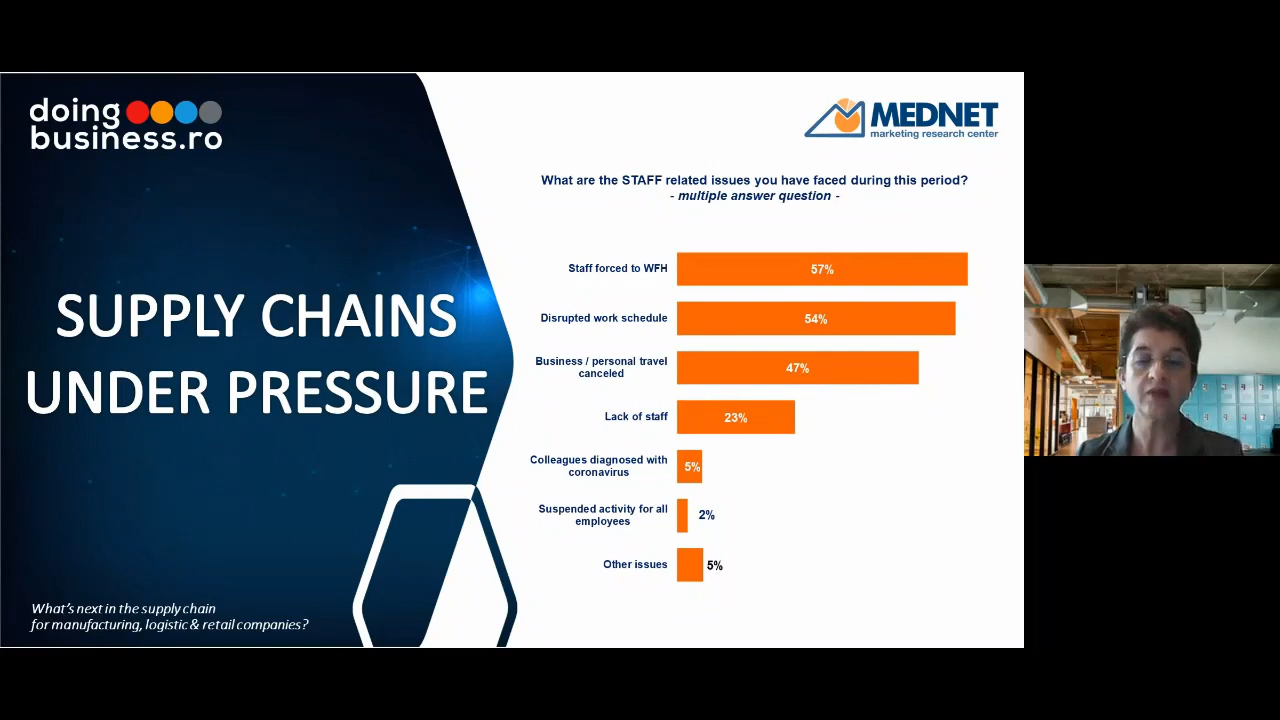 doing
business.ro
MEDNET
marketing research center
What are the STAFF related issues you have faced during this period?
- multiple answer question -
SUPPLY CHAINS
UNDER PRESSURE
Staff forced to WFH
57%
Disrupted work schedule
54%
Business / personal travel
canceled
47%
Lack of staff
23%
Colleagues diagnosed with
coronavirus
5%
Suspended activity for all
employees
2%
Other issues
5%
What's next in the supply chain
for manufacturing, logistic & retail companies?